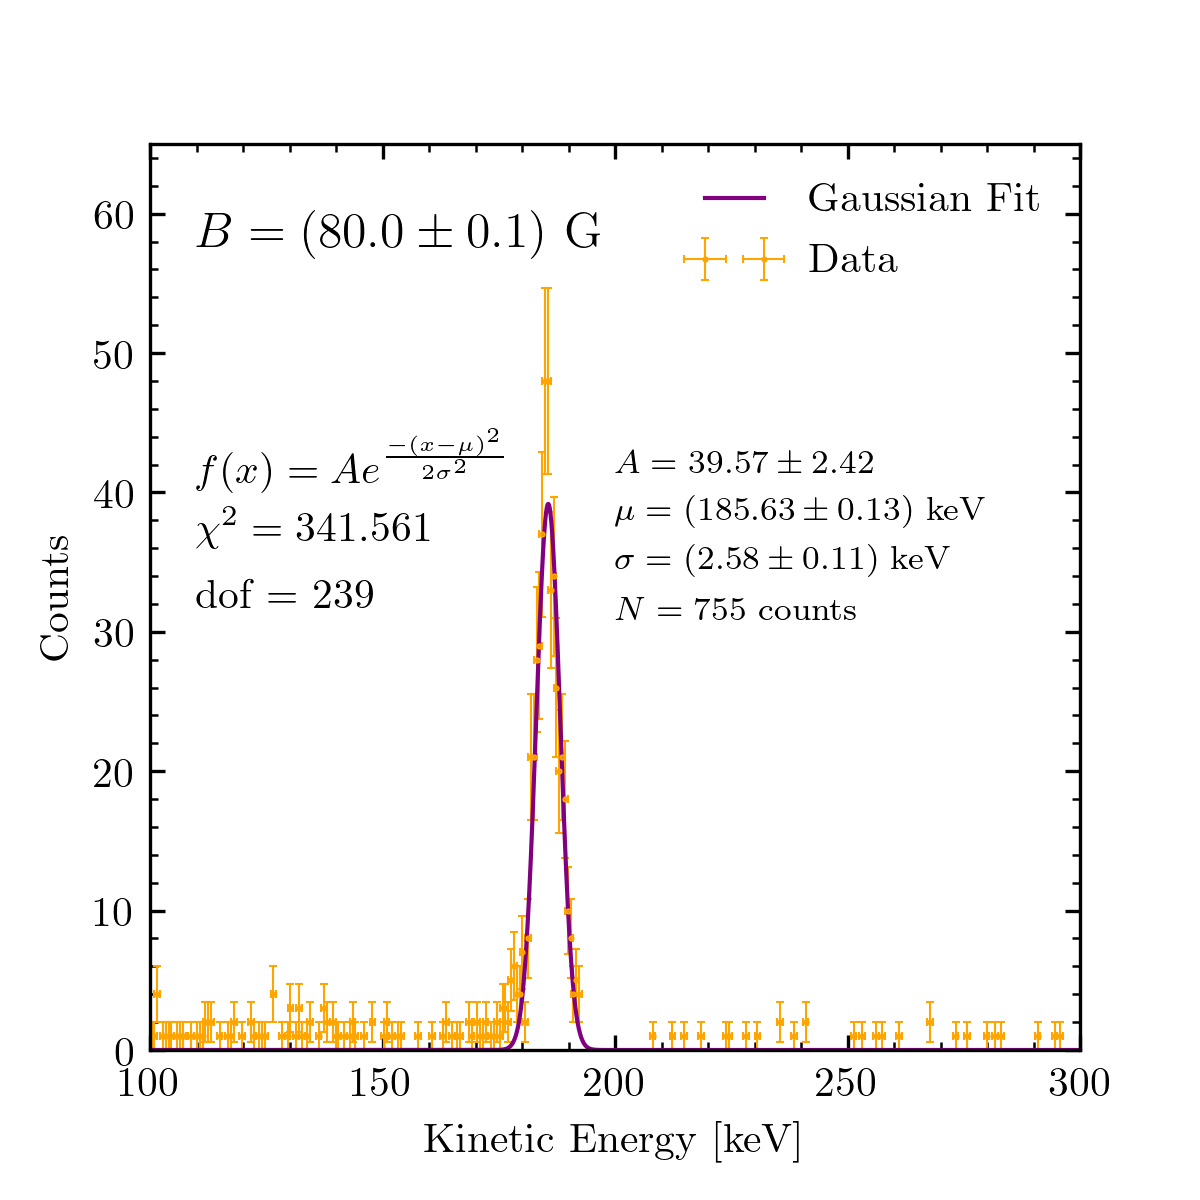 B = (80.0 ± 0.1) G
Gaussian Fit
Data
f(x) = Ae^{\frac{-(x-μ)^2}{2σ^2}}
χ² = 341.561
dof = 239
A = 39.57 ± 2.42
μ = (185.63 ± 0.13) keV
σ = (2.58 ± 0.11) keV
N = 755 counts
Counts
60
50
40
30
20
10
0
100 150 200 250 300
Kinetic Energy [keV]